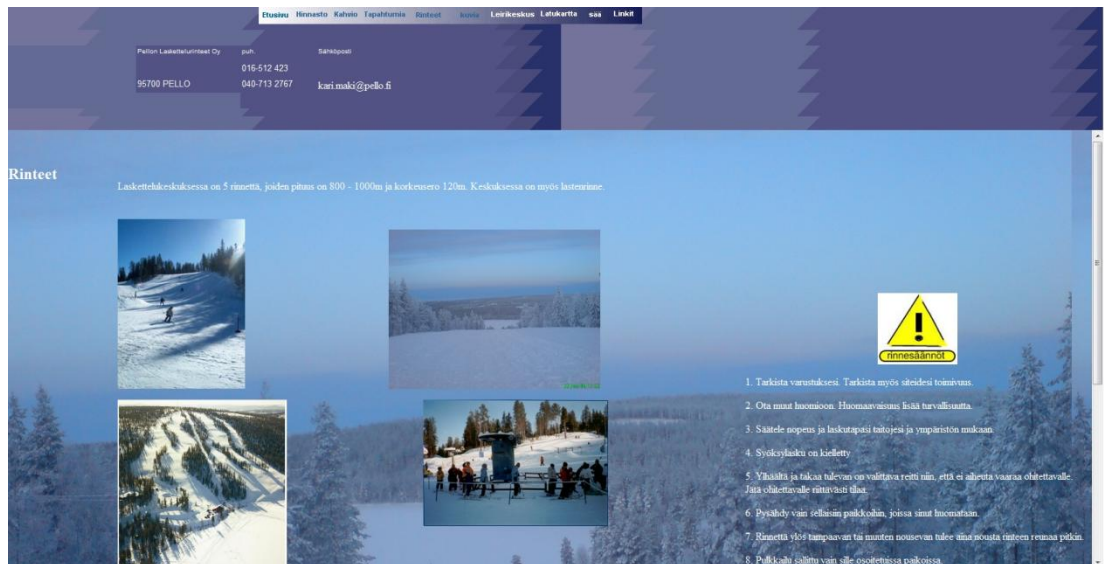 Etusivu Hinnasto Kahvio Tapahtumia Rinteet kuvia Leirikeskus Latukartta sää Linkit
Pellon Laskettelurinteet Oy puh. Sähköposti
016-512 423
95700 PELLO 040-713 2767 kari.maki@pello.fi
Rinteet
Laskettelukeskuksessa on 5 rinnettä, joiden pituus on 800 - 1000m ja korkeusero 120m. Keskuksessa on myös lastenrinne.
rinnesäännöt
1. Tarkista varustuksesi. Tarkista myös siteidesi toimivuus.
2. Ota muut huomioon. Huomaavaisuus lisää turvallisuutta.
3. Säätele nopeus ja laskutapasi taitojesi ja ympäristön mukaan.
4. Syöksylasku on kielletty
5. Ylhäältä ja takaa tulevan on valittava reitti niin, että ei aiheuta vaaraa ohitettavalle.
Jätä ohitettavalle riittävästi tilaa.
6. Pysähdy vain sellaisiin paikkoihin, joissa sinut huomataan.
7. Rinnettä ylös tampaavan tai muuten nousevan tulee aina nousta rinteen reunaa pitkin.
8. Pulkkailu sallittu vain sille osoitetuissa paikoissa.